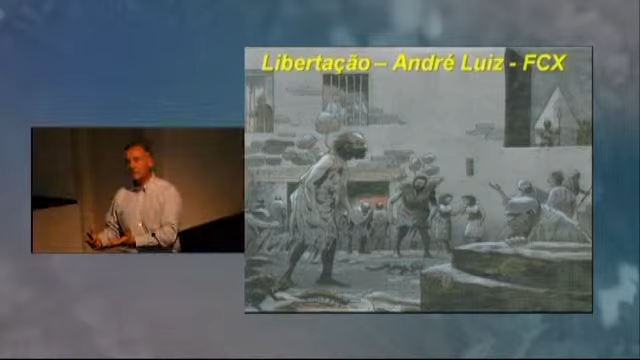 Libertação – André Luiz - FCX